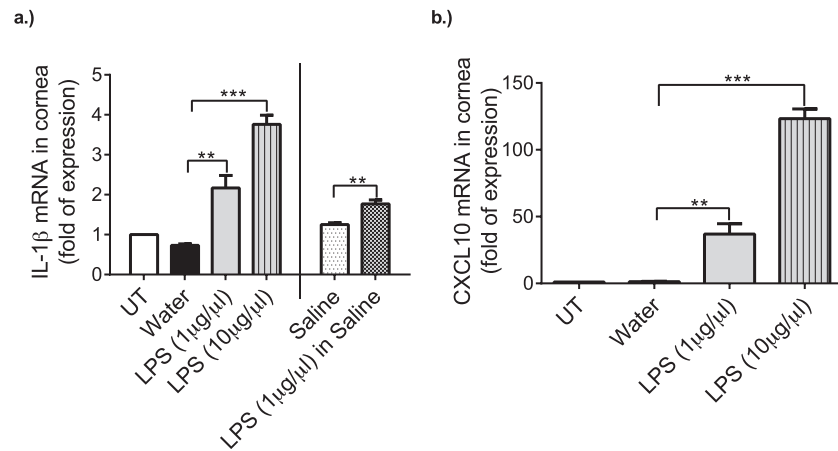 a.)
IL-1β mRNA in cornea
(fold of expression)
5
4
3
2
1
0
***
**
**
UT
Water
LPS (1μg/μl)
LPS (10μg/μl)
Saline
LPS (1μg/μl) in Saline
b.)
CXCL10 mRNA in cornea
(fold of expression)
150
100
50
0
***
**
UT
Water
LPS (1μg/μl)
LPS (10μg/μl)